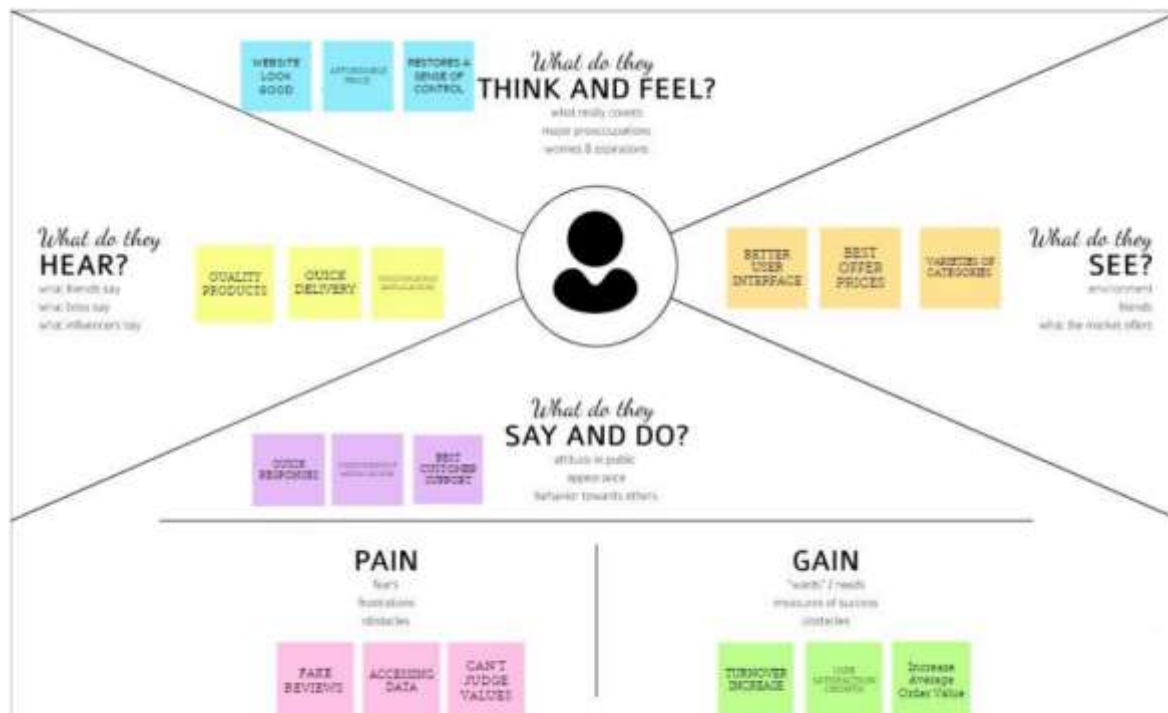 WEBSITE
LOOK
GOOD
AFFORDABLE
PRICE
RESTORES A
SENSE OF
CONTROL
What do they
THINK AND FEEL?
what really counts
major preoccupations
worries & aspirations
What do they
HEAR?
what friends say
what boss say
what influencers say
QUALITY
PRODUCTS
QUICK
DELIVERY
BETTER
USER
INTERFACE
BEST
OFFER
PRICES
VARIETIES OF
CATEGORIES
What do they
SEE?
environment
friends
what the market offers
What do they
SAY AND DO?
attitude in public
appearance
behavior towards others
QUICK
RESPONSES
BEST
CUSTOMER
SUPPORT
PAIN
fears
frustrations
obstacles
FAKE
REVIEWS
ACCESSING
DATA
CAN'T
JUDGE
VALUES
GAIN
"wants" / needs
measures of success
obstacles
TURNOVER
INCREASE
USER
SATISFACTION
GROWTH
Increase
Average
Order Value